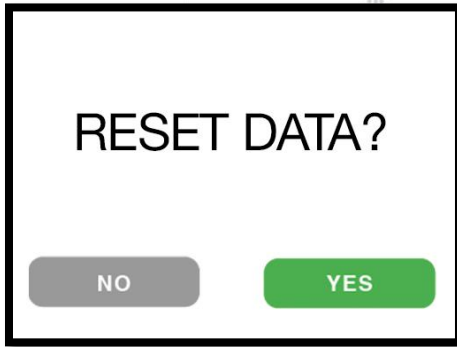 RESET DATA?
NO
YES